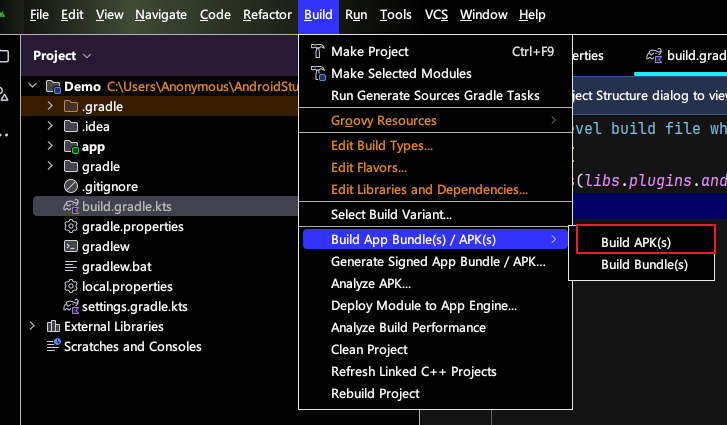 File Edit View Navigate Code Refactor Build Run Tools VCS Window Help
Project
Demo C:\Users\Anonymous\AndroidStu
.gradle
.idea
app
gradle
.gitignore
build.gradle.kts
gradle.properties
gradlew
gradlew.bat
local.properties
settings.gradle.kts
External Libraries
Scratches and Consoles
Make Project Ctrl+F9
Make Selected Modules
Run Generate Sources Gradle Tasks
Groovy Resources
Edit Build Types...
Edit Flavors...
Edit Libraries and Dependencies...
Select Build Variant...
Build App Bundle(s) / APK(s)
Generate Signed App Bundle / APK...
Analyze APK...
Deploy Module to App Engine...
Analyze Build Performance
Clean Project
Refresh Linked C++ Projects
Rebuild Project
Build APK(s)
Build Bundle(s)
erties build.grad
ject Structure dialog to view
vel build file wh
s(libs.plugins.and